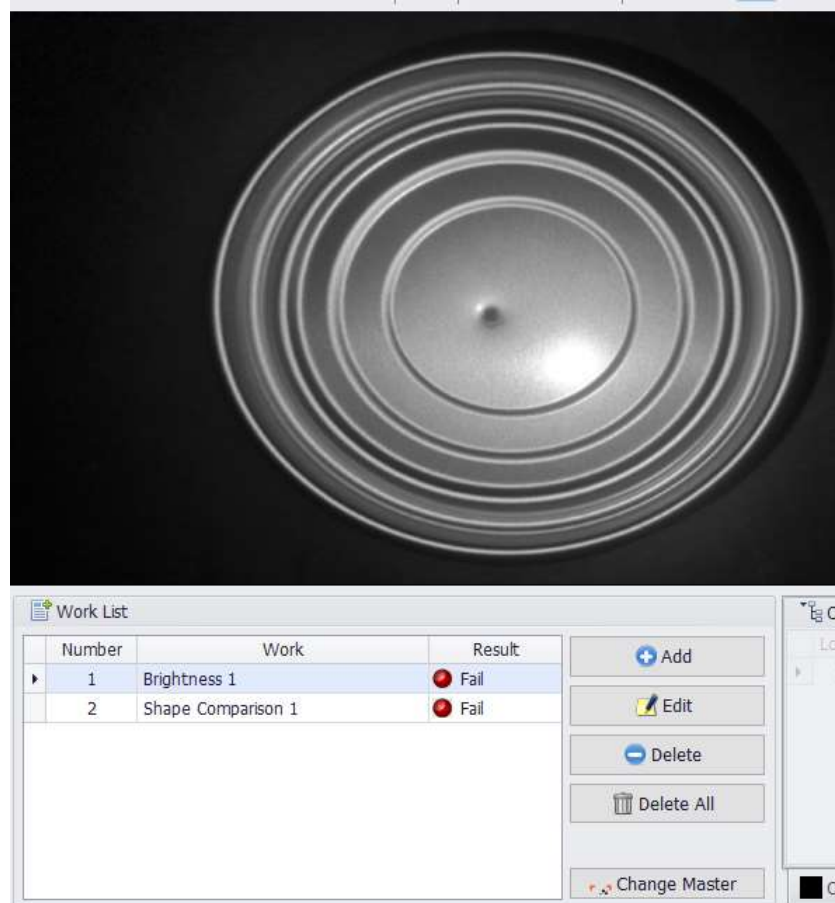 Work List
Number Work Result
1 Brightness 1 Fail
2 Shape Comparison 1 Fail
Add
Edit
Delete
Delete All
Change Master